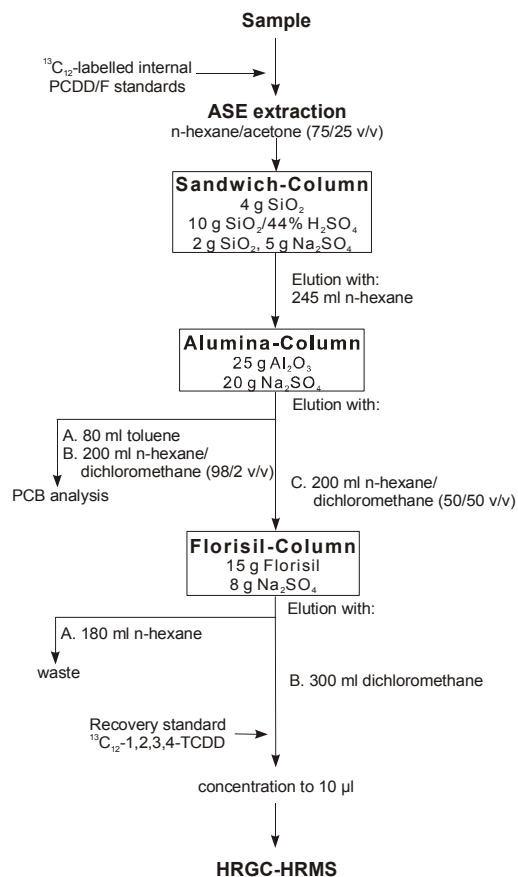 Sample
¹³C₁₂-labelled internal
PCDD/F standards
ASE extraction
n-hexane/acetone (75/25 v/v)
Sandwich-Column
4 g SiO₂
10 g SiO₂/44% H₂SO₄
2 g SiO₂, 5 g Na₂SO₄
Elution with:
245 ml n-hexane
Alumina-Column
25 g Al₂O₃
20 g Na₂SO₄
Elution with:
A. 80 ml toluene
B. 200 ml n-hexane/
dichloromethane (98/2 v/v)
PCB analysis
C. 200 ml n-hexane/
dichloromethane (50/50 v/v)
Florisil-Column
15 g Florisil
8 g Na₂SO₄
Elution with:
A. 180 ml n-hexane
waste
B. 300 ml dichloromethane
Recovery standard
¹³C₁₂-1,2,3,4-TCDD
concentration to 10 µl
HRGC-HRMS